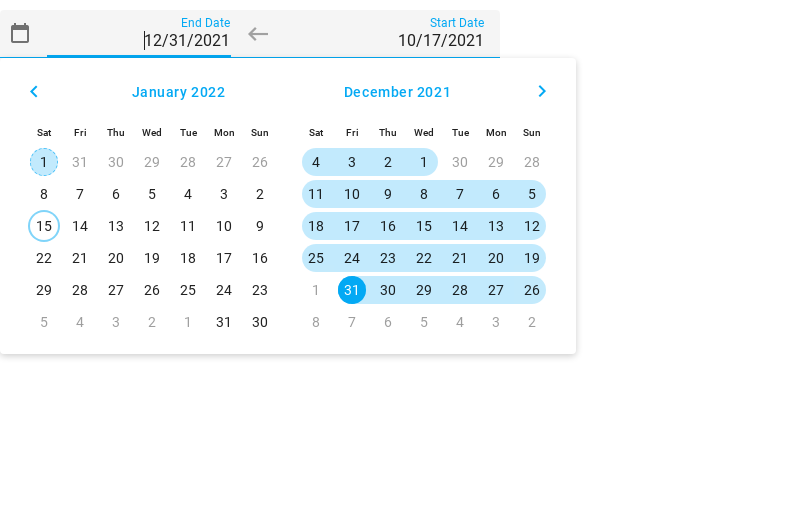 End Date Start Date
12/31/2021 10/17/2021
January 2022 December 2021
Sat Fri Thu Wed Tue Mon Sun Sat Fri Thu Wed Tue Mon Sun
1 31 30 29 28 27 26 4 3 2 1 30 29 28
8 7 6 5 4 3 2 11 10 9 8 7 6 5
15 14 13 12 11 10 9 18 17 16 15 14 13 12
22 21 20 19 18 17 16 25 24 23 22 21 20 19
29 28 27 26 25 24 23 1 31 30 29 28 27 26
5 4 3 2 1 31 30 8 7 6 5 4 3 2